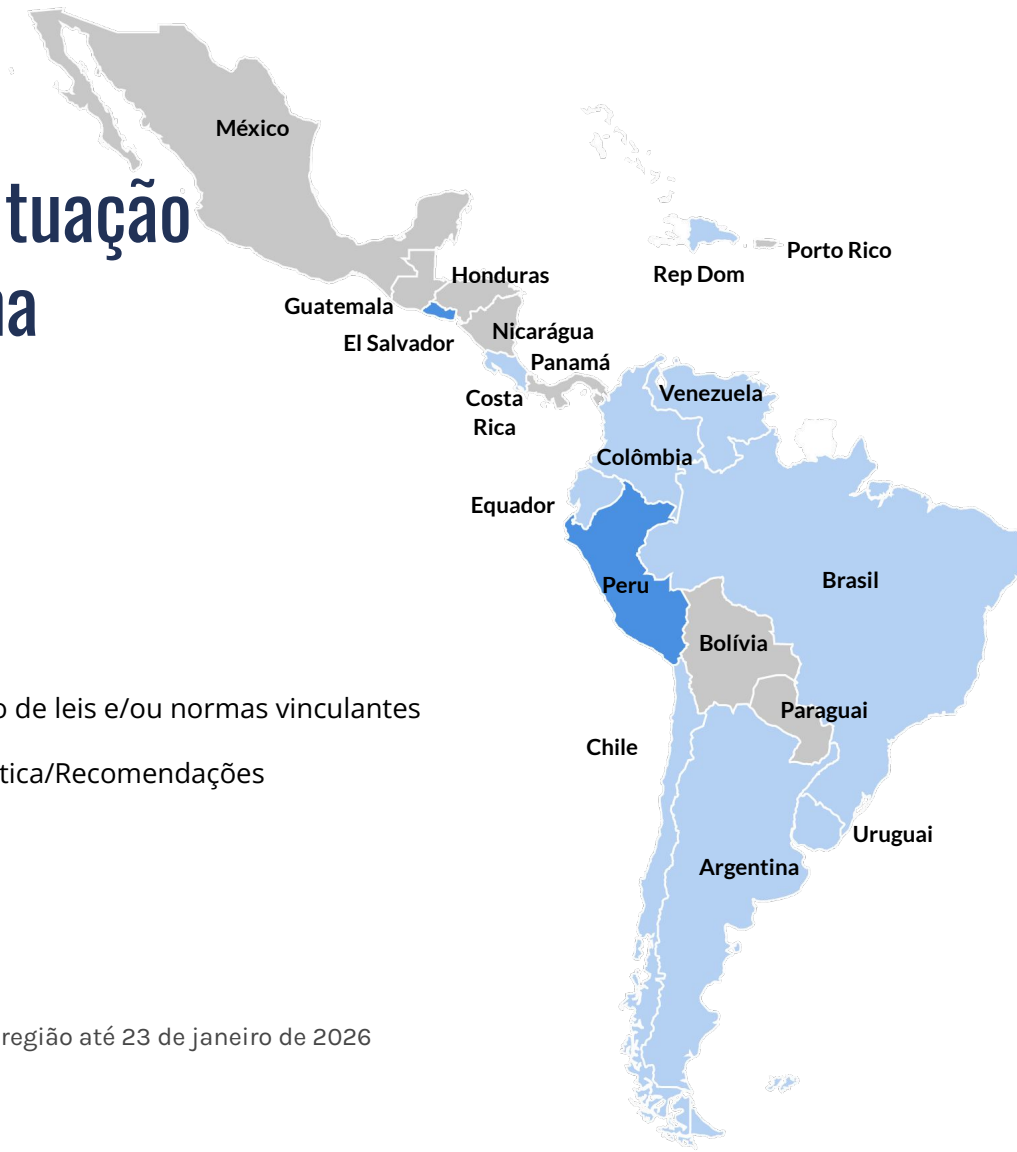 México
tuação
Porto Rico
Rep Dom
Honduras
Guatemala
Nicarágua
El Salvador
Panamá
Costa
Rica
Venezuela
Colômbia
Equador
Brasil
Peru
Bolívia
de leis e/ou normas vinculantes
Paraguai
Chile
tica/Recomendações
Uruguai
Argentina
região até 23 de janeiro de 2026